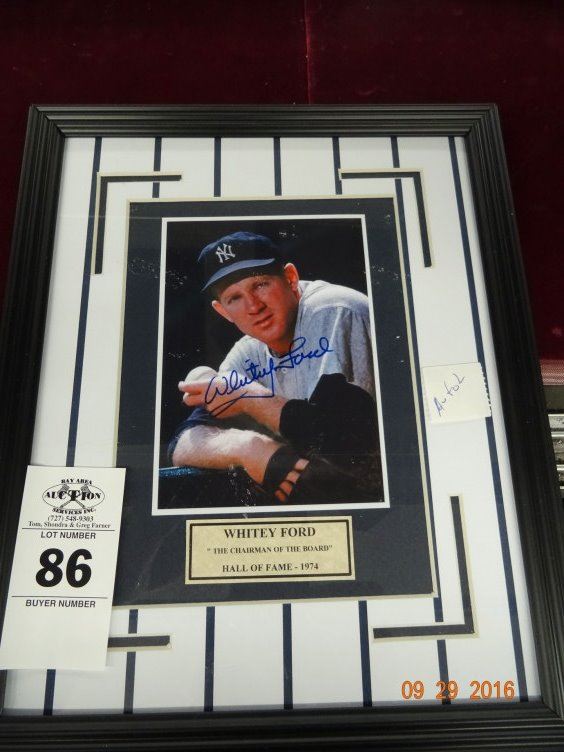 NY
Whitey Ford
WHITEY FORD
" THE CHAIRMAN OF THE BOARD"
HALL OF FAME - 1974
BAY AREA
AUCTION
SERVICES INC.
(727) 548-9303
Tom, Shondra & Greg Farner
LOT NUMBER
86
BUYER NUMBER
09 29 2016